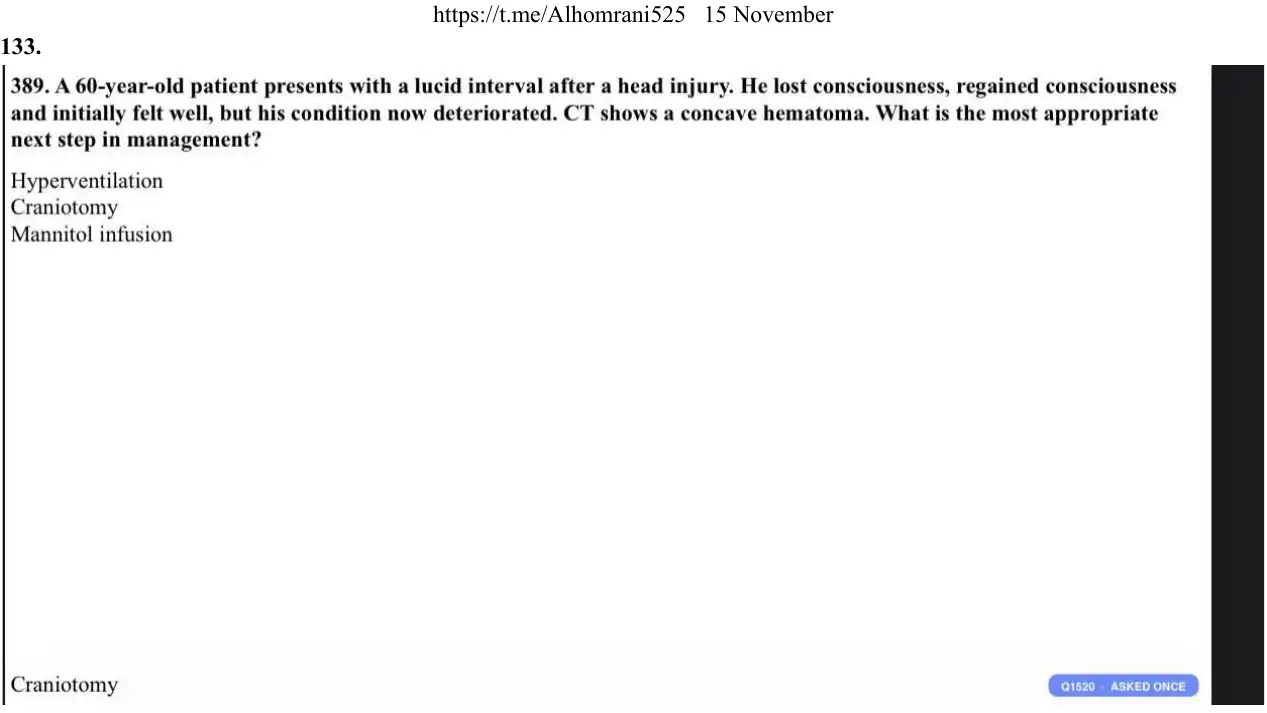 https://t.me/Alhomrani525 15 November
133.
389. A 60-year-old patient presents with a lucid interval after a head injury. He lost consciousness, regained consciousness
and initially felt well, but his condition now deteriorated. CT shows a concave hematoma. What is the most appropriate
next step in management?
Hyperventilation
Craniotomy
Mannitol infusion
Craniotomy
Q1520 - ASKED ONCE